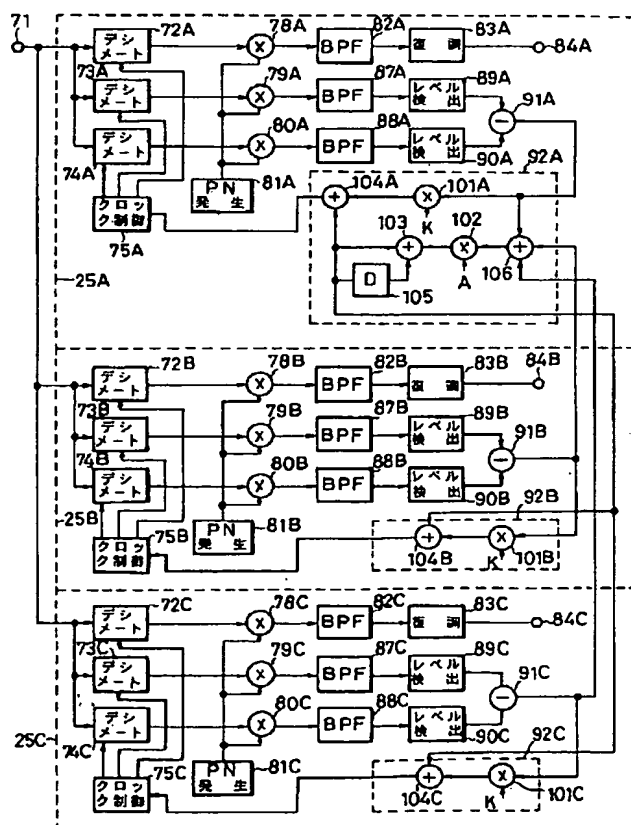 71
72A
デシメート
78A
X
82A
BPF
83A
復調
84A
73A
デシメート
79A
X
87A
BPF
89A
レベル検出
91A
−
74A
デシメート
80A
X
88A
BPF
レベル検出
90A
92A
81A
PN発生
104A
+
101A
X
K
クロック制御
75A
103
+
102
X
A
+
106
D
105
25A
72B
デシメート
78B
X
82B
BPF
83B
復調
84B
73B
デシメート
79B
X
87B
BPF
89B
レベル検出
91B
−
74B
デシメート
80B
X
88B
BPF
レベル検出
90B
92B
25B
クロック制御
75B
PN発生
81B
+
104B
X
K
101B
72C
デシメート
78C
X
82C
BPF
83C
復調
84C
73C
デシメート
79C
X
87C
BPF
89C
レベル検出
91C
−
25C
74C
デシメート
80C
X
88C
BPF
レベル検出
90C
92C
75C
クロック制御
PN発生
81C
104C
+
X
K
101C